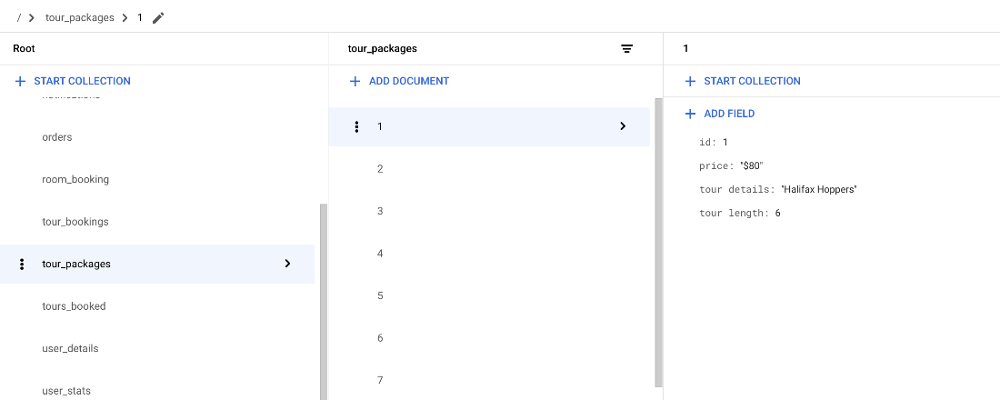 / > tour_packages > 1
Root
START COLLECTION
notifications
orders
room_booking
tour_bookings
tour_packages
tours_booked
user_details
user_stats
tour_packages
ADD DOCUMENT
1
2
3
4
5
6
7
1
START COLLECTION
ADD FIELD
id: 1
price: "$80"
tour details: "Halifax Hoppers"
tour length: 6